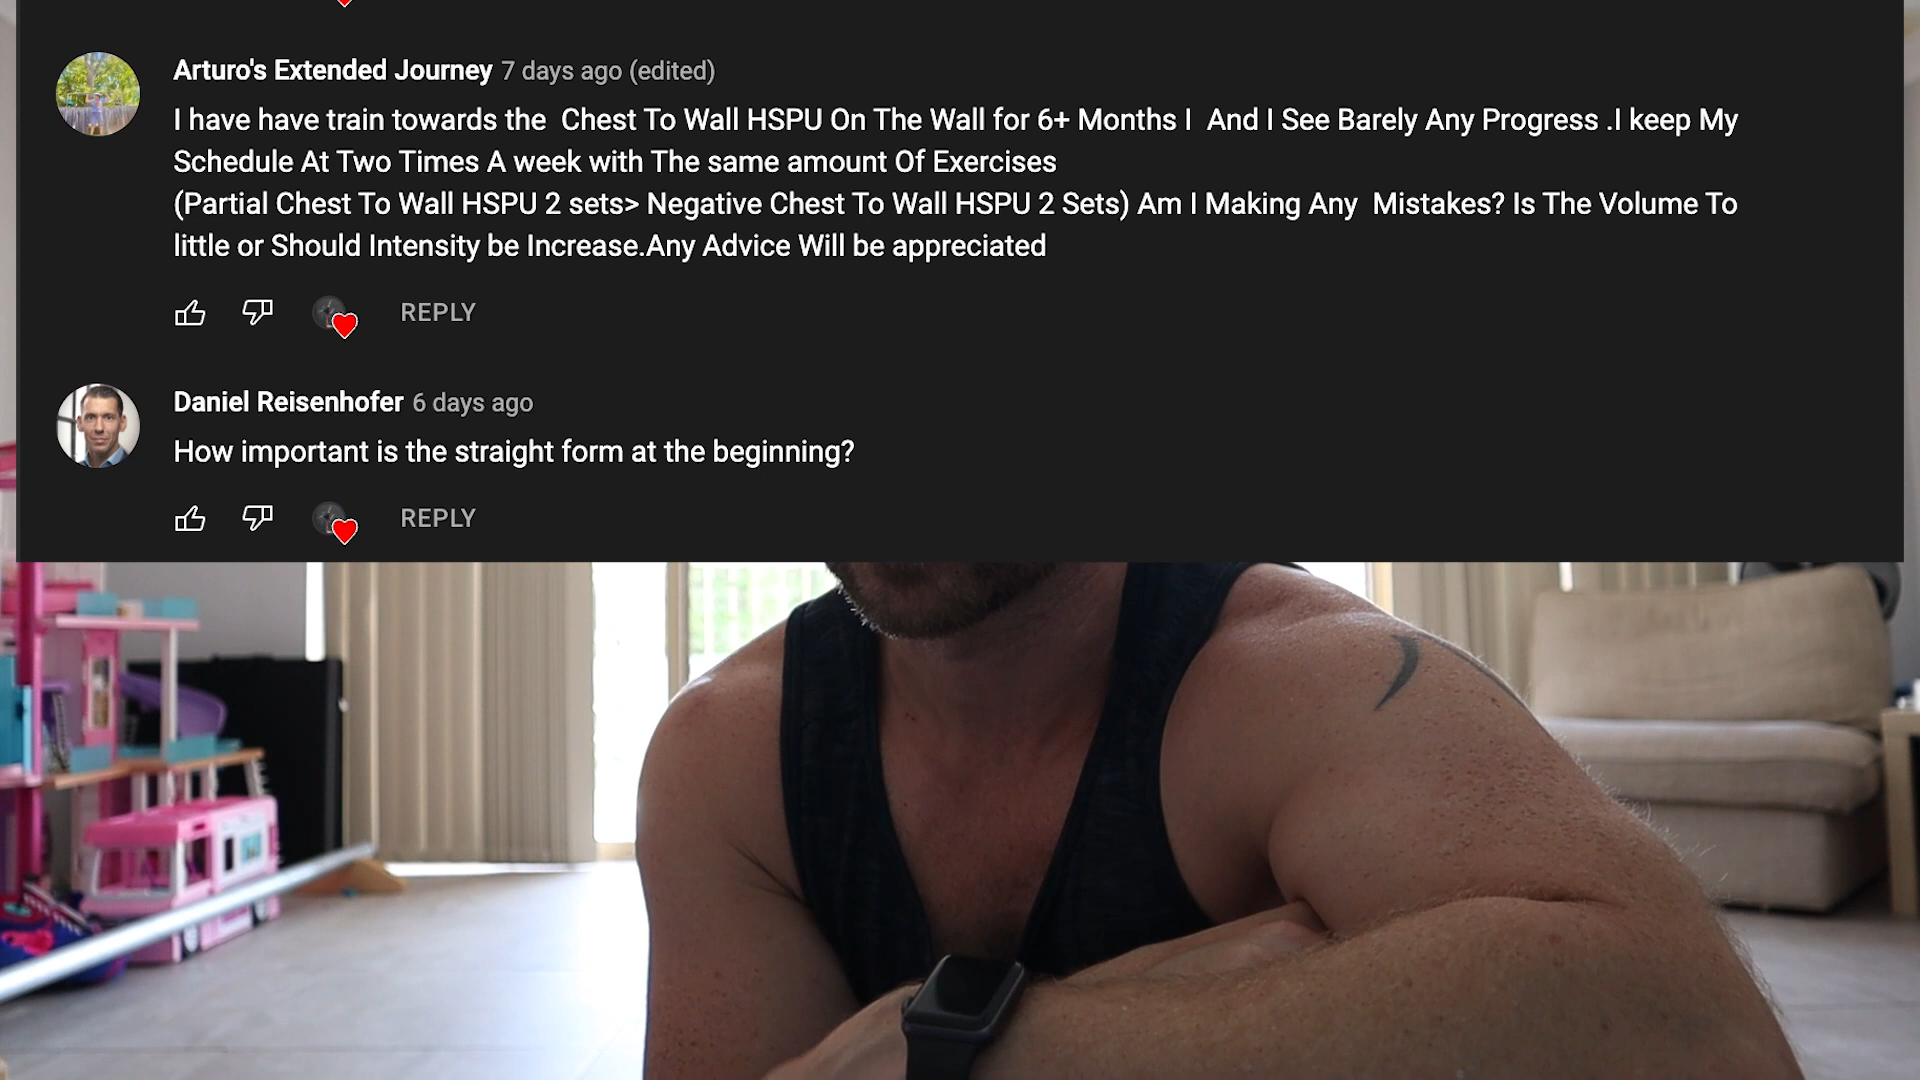 Arturo's Extended Journey 7 days ago (edited)
I have have train towards the  Chest To Wall HSPU On The Wall for 6+ Months I  And I See Barely Any Progress .I keep My
Schedule At Two Times A week with The same amount Of Exercises
(Partial Chest To Wall HSPU 2 sets> Negative Chest To Wall HSPU 2 Sets) Am I Making Any  Mistakes? Is The Volume To
little or Should Intensity be Increase.Any Advice Will be appreciated
REPLY
Daniel Reisenhofer 6 days ago
How important is the straight form at the beginning?
REPLY